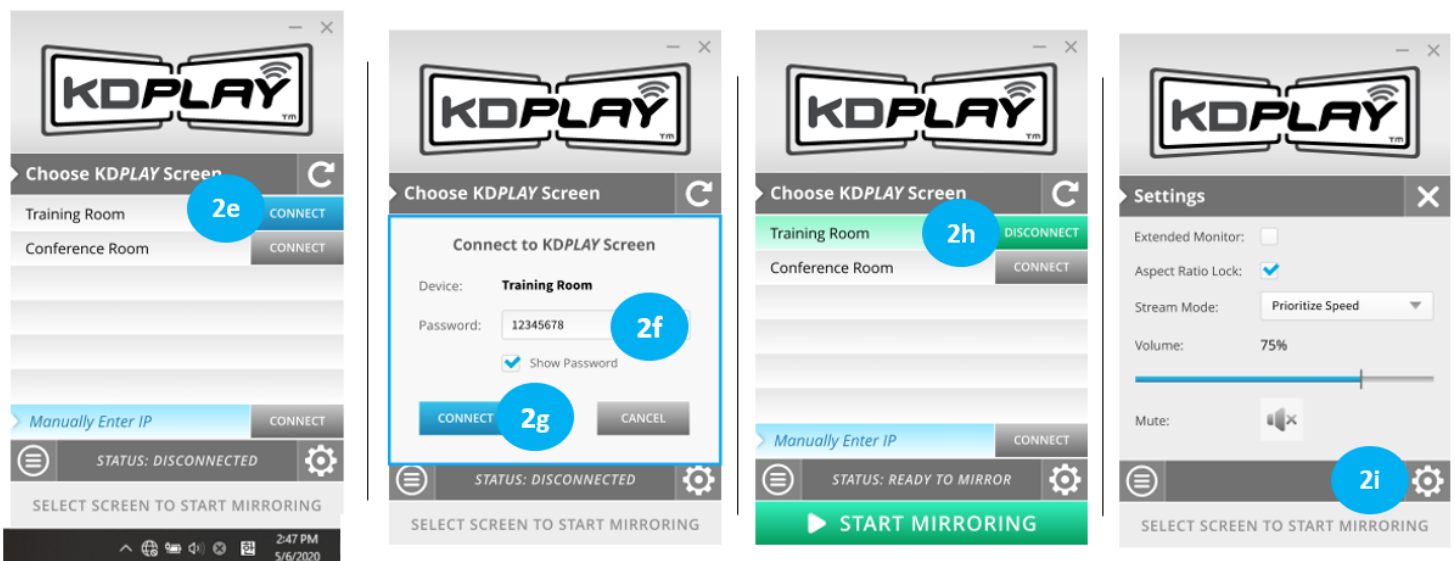 KDPLAY
TM
Choose KDPLAY Screen
2e
Training Room
CONNECT
Conference Room
CONNECT
Manually Enter IP
CONNECT
STATUS: DISCONNECTED
SELECT SCREEN TO START MIRRORING
2:47 PM
5/6/2020
KDPLAY
TM
Choose KDPLAY Screen
Connect to KDPLAY Screen
Device: Training Room
Password: 12345678
2f
Show Password
CONNECT
2g
CANCEL
STATUS: DISCONNECTED
SELECT SCREEN TO START MIRRORING
KDPLAY
TM
Choose KDPLAY Screen
Training Room
2h
DISCONNECT
Conference Room
CONNECT
Manually Enter IP
CONNECT
STATUS: READY TO MIRROR
START MIRRORING
KDPLAY
TM
Settings
Extended Monitor:
Aspect Ratio Lock:
Stream Mode: Prioritize Speed
Volume: 75%
Mute:
2i
SELECT SCREEN TO START MIRRORING